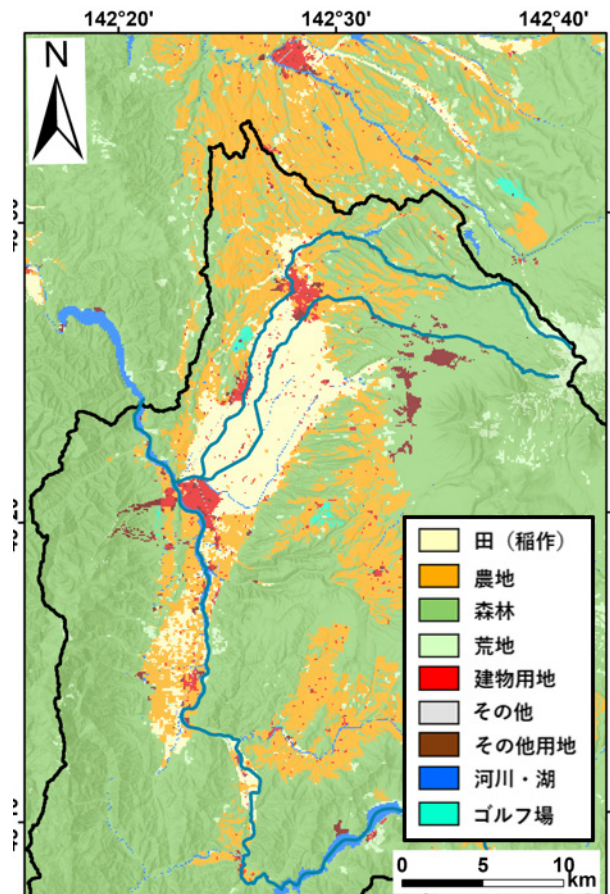 142°20'
142°30'
142°40'
N
田（稲作）
農地
森林
荒地
建物用地
その他
その他用地
河川・湖
ゴルフ場
0 5 10
km